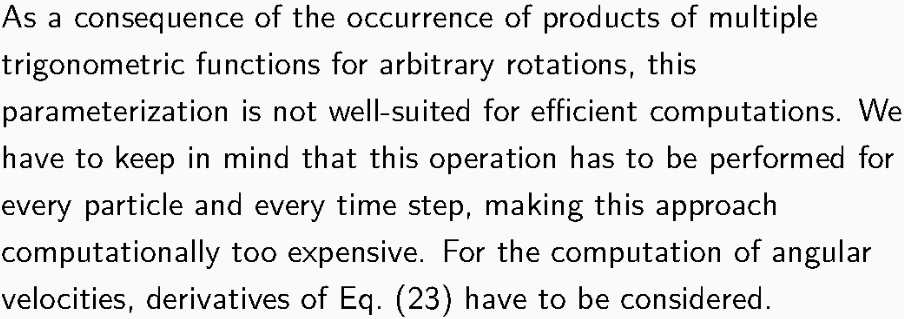 As a consequence of the occurrence of products of multiple
trigonometric functions for arbitrary rotations, this
parameterization is not well-suited for efficient computations. We
have to keep in mind that this operation has to be performed for
every particle and every time step, making this approach
computationally too expensive. For the computation of angular
velocities, derivatives of Eq. (23) have to be considered.